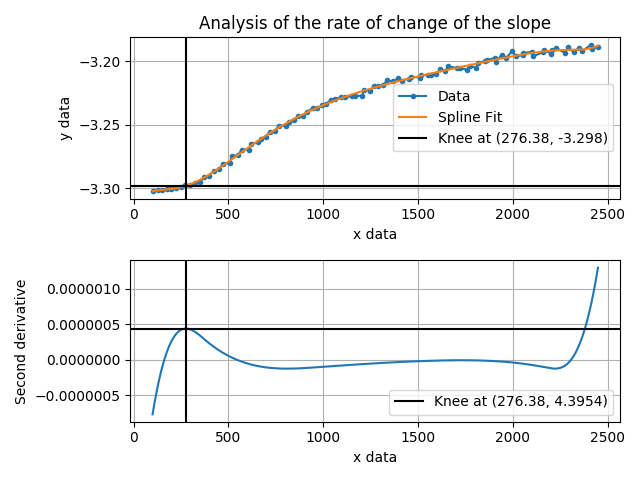 Analysis of the rate of change of the slope
−3.20
−3.25
−3.30
y data
Data
Spline Fit
Knee at (276.38, -3.298)
0 500 1000 1500 2000 2500
x data
0.0000010
0.0000005
0.0000000
−0.0000005
Second derivative
Knee at (276.38, 4.3954)
0 500 1000 1500 2000 2500
x data